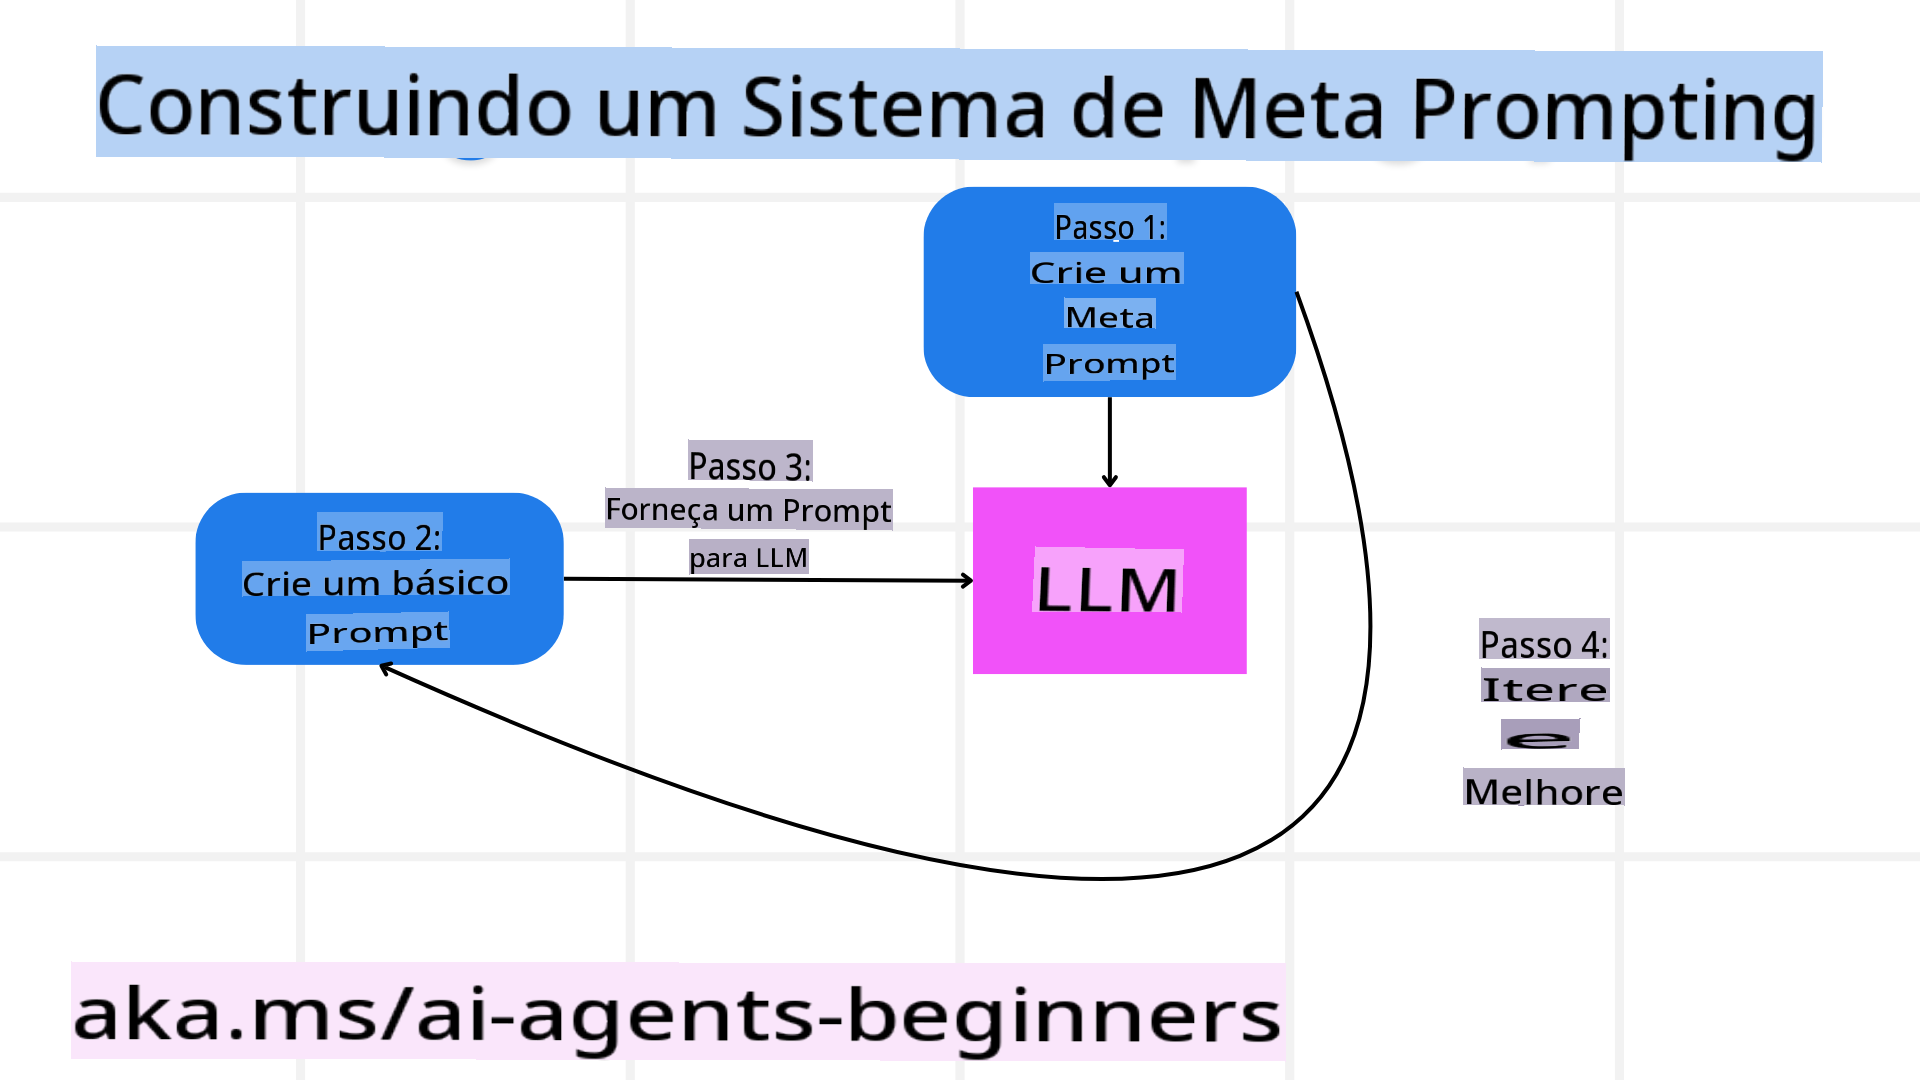 Construindo um Sistema de Meta Prompting
Passo 1:
Crie um
Meta
Prompt
Passo 2:
Crie um básico
Prompt
Passo 3:
Forneça um Prompt
para LLM
LLM
Passo 4:
Itere
e
Melhore
aka.ms/ai-agents-beginners